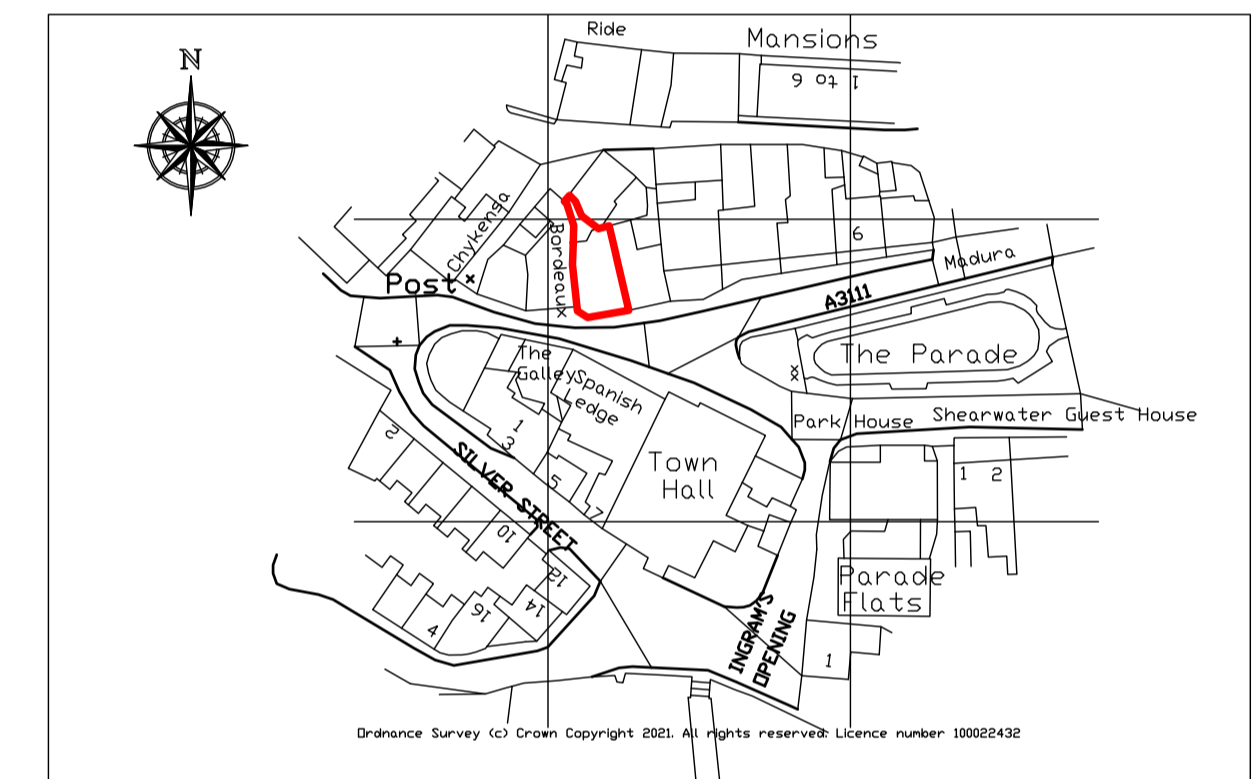 N
Ride
Mansions
1 to 6
Chykenga
Bordeaux
Post
6
Madura
A3111
The Parade
The
Galley
Spanish
Ledge
1
3
5
7
Town
Hall
Park House
Shearwater Guest House
SILVER STREET
2
10
12
14
16
4
1 2
Parade
Flats
INGRAM'S
OPENING
1
Ordnance Survey (c) Crown Copyright 2021. All rights reserved. Licence number 100022432